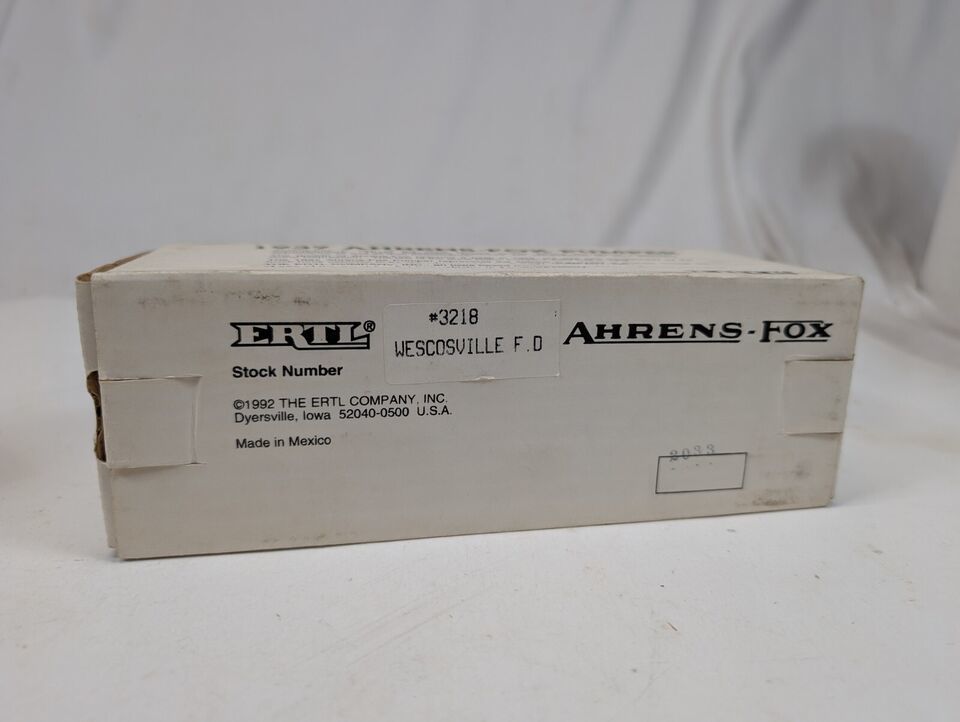 ERTL®
#3218
WESCOSVILLE F.D
AHRENS-FOX
Stock Number
©1992 THE ERTL COMPANY, INC.
Dyersville, Iowa 52040-0500 U.S.A.
Made in Mexico
2033